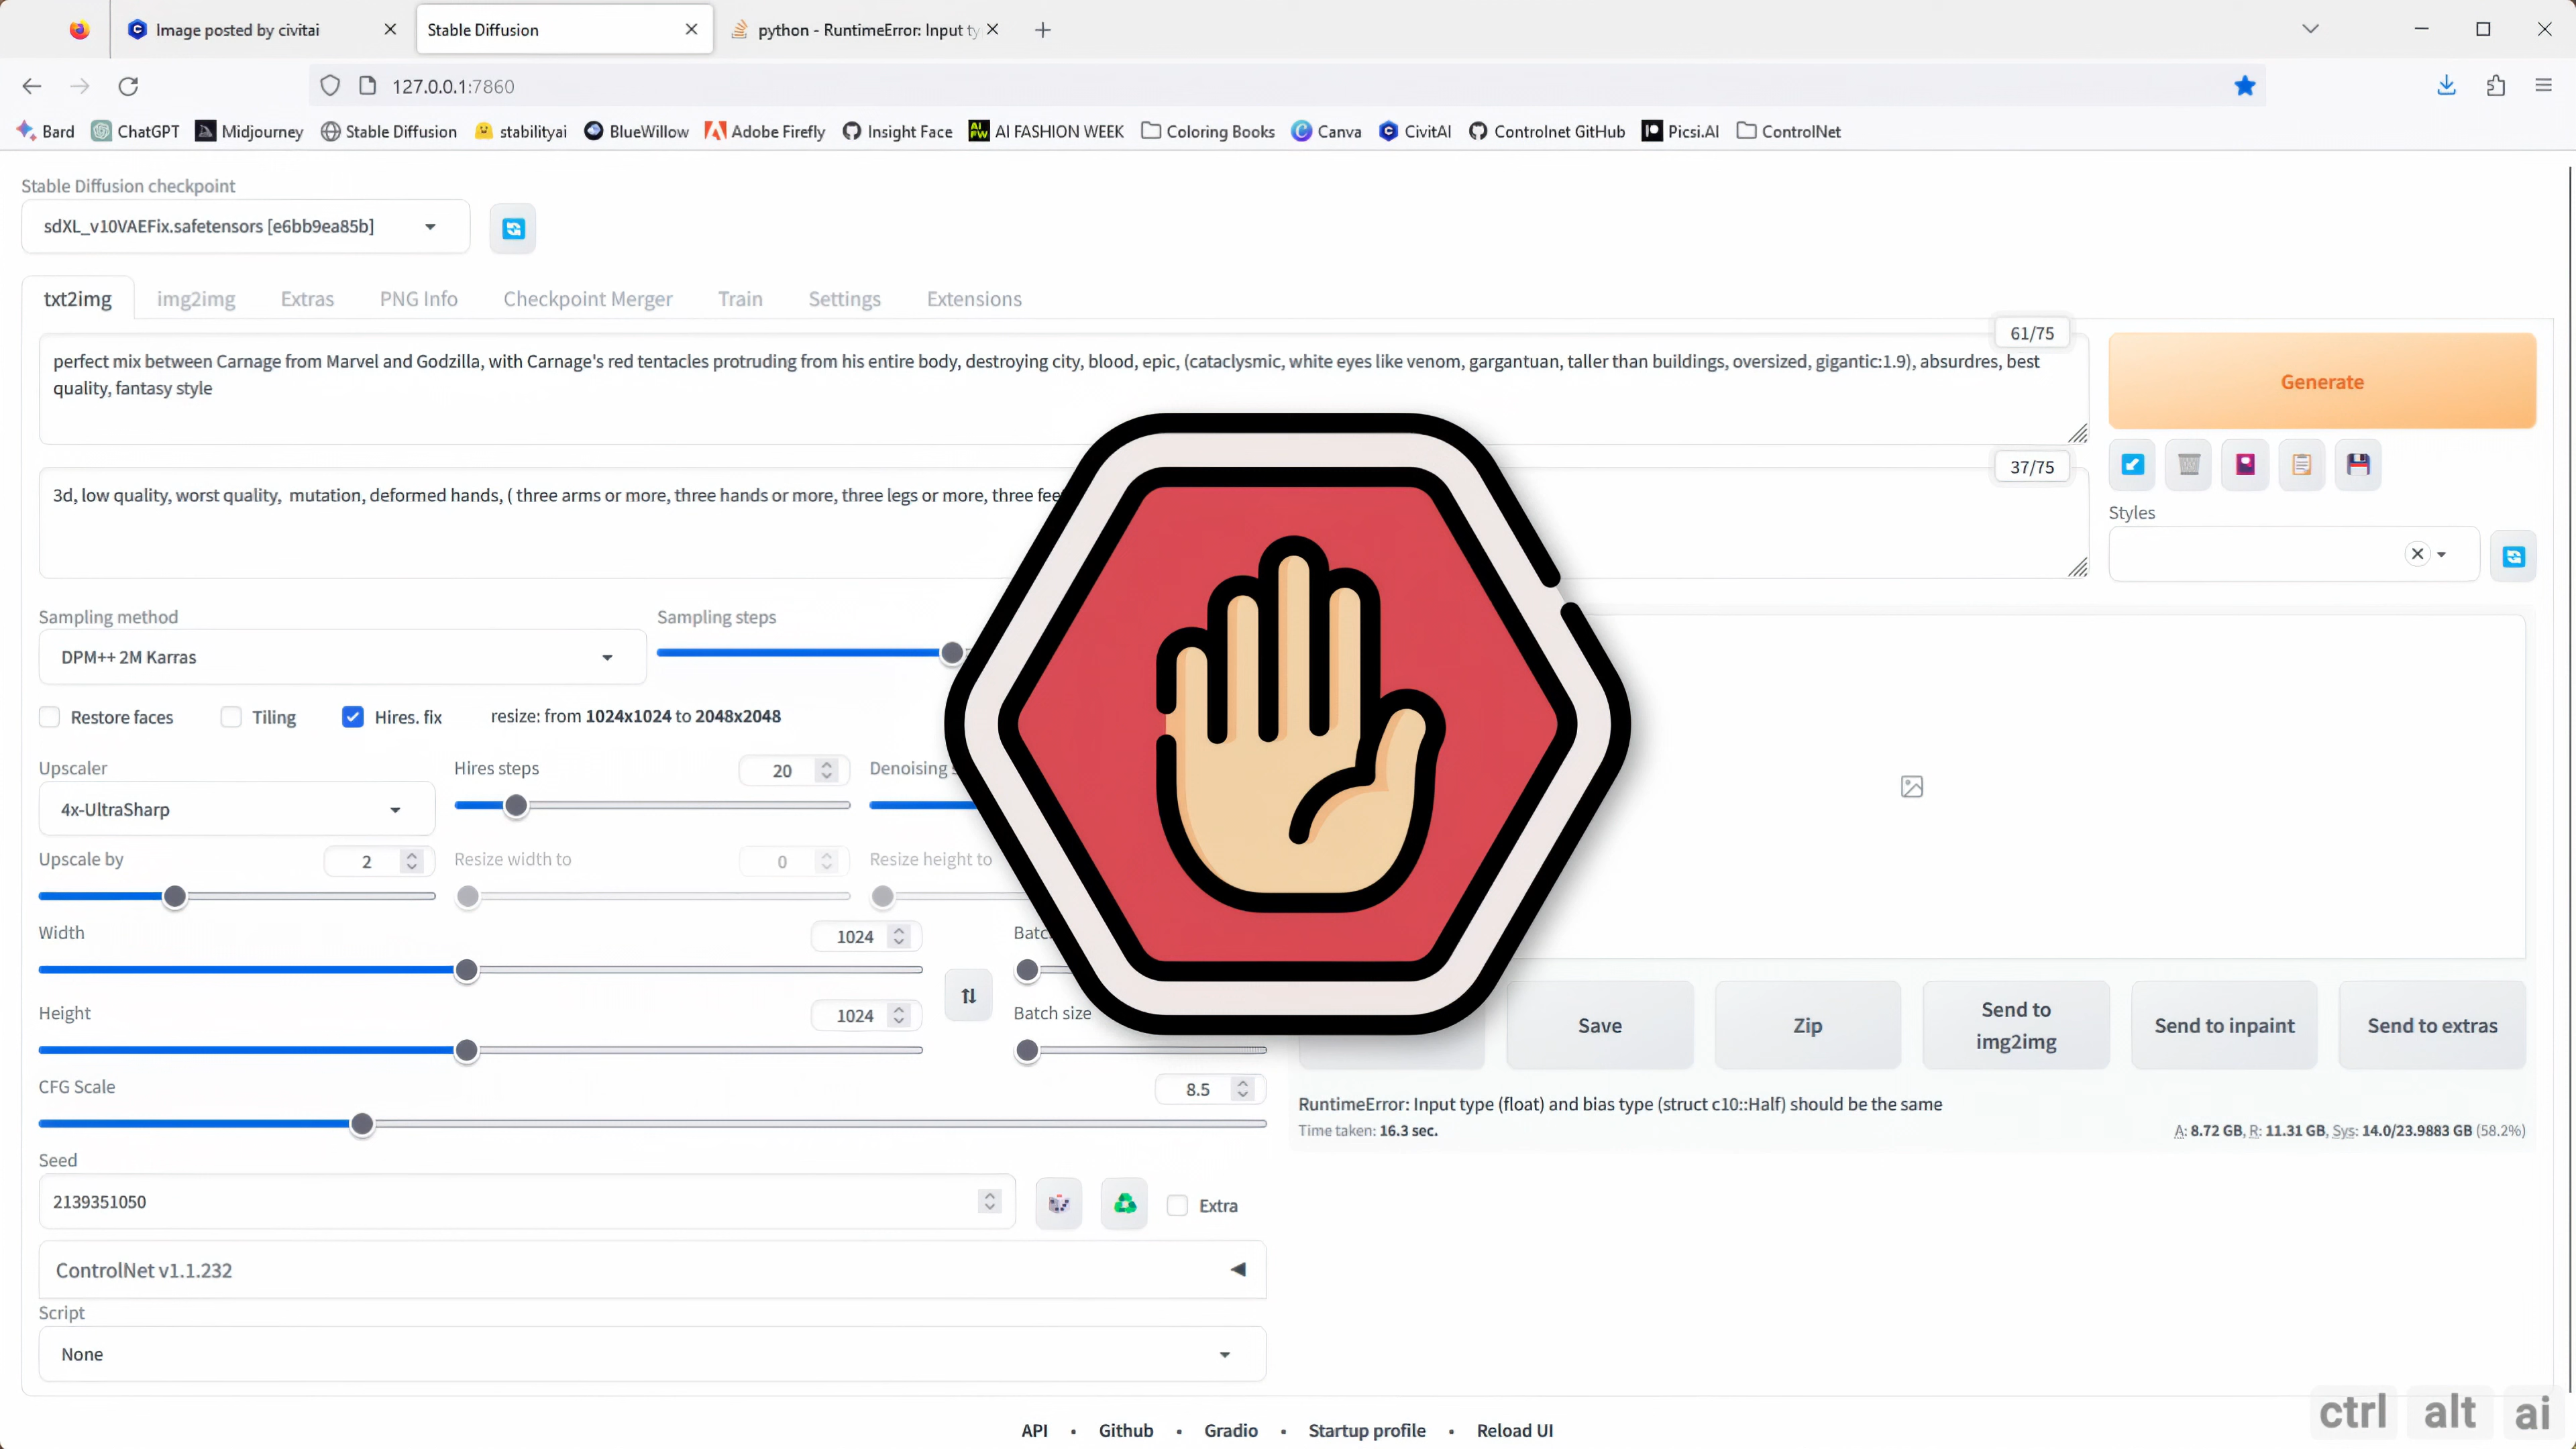 Image posted by civitai
Stable Diffusion
python - RuntimeError: Input ty
127.0.0.1:7860
Bard ChatGPT Midjourney Stable Diffusion stabilityai BlueWillow Adobe Firefly Insight Face AI FASHION WEEK Coloring Books Canva CivitAI Controlnet GitHub Picsi.AI ControlNet
Stable Diffusion checkpoint
sdXL_v10VAEFix.safetensors [e6bb9ea85b]
txt2img img2img Extras PNG Info Checkpoint Merger Train Settings Extensions
61/75
perfect mix between Carnage from Marvel and Godzilla, with Carnage's red tentacles protruding from his entire body, destroying city, blood, epic, (cataclysmic, white eyes like venom, gargantuan, taller than buildings, oversized, gigantic:1.9), absurdres, best
quality, fantasy style
Generate
37/75
3d, low quality, worst quality, mutation, deformed hands, ( three arms or more, three hands or more, three legs or more, three fee
Styles
Sampling method
DPM++ 2M Karras
Sampling steps
Restore faces Tiling Hires. fix resize: from 1024x1024 to 2048x2048
Upscaler
4x-UltraSharp
Hires steps 20
Denoising
Upscale by 2
Resize width to 0
Resize height to
Width 1024
Height 1024
Batch size
CFG Scale 8.5
Save
Zip
Send to
img2img
Send to inpaint
Send to extras
RuntimeError: Input type (float) and bias type (struct c10::Half) should be the same
Time taken: 16.3 sec.
A: 8.72 GB, R: 11.31 GB, Sys: 14.0/23.9883 GB (58.2%)
Seed
2139351050
Extra
ControlNet v1.1.232
Script
None
API • Github • Gradio • Startup profile • Reload UI
ctrl alt ai